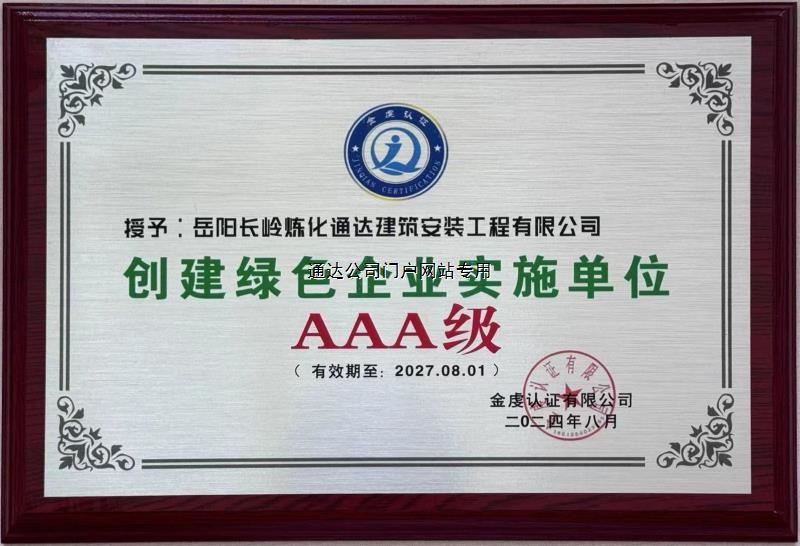 金虔认证
JINQIAN CERTIFICATION
授予：岳阳长岭炼化通达建筑安装工程有限公司
创建绿色企业实施单位
通达公司门户网站专用
AAA级
（ 有效期至：2027.08.01 ）
金虔认证有限公司
二0二四年八月